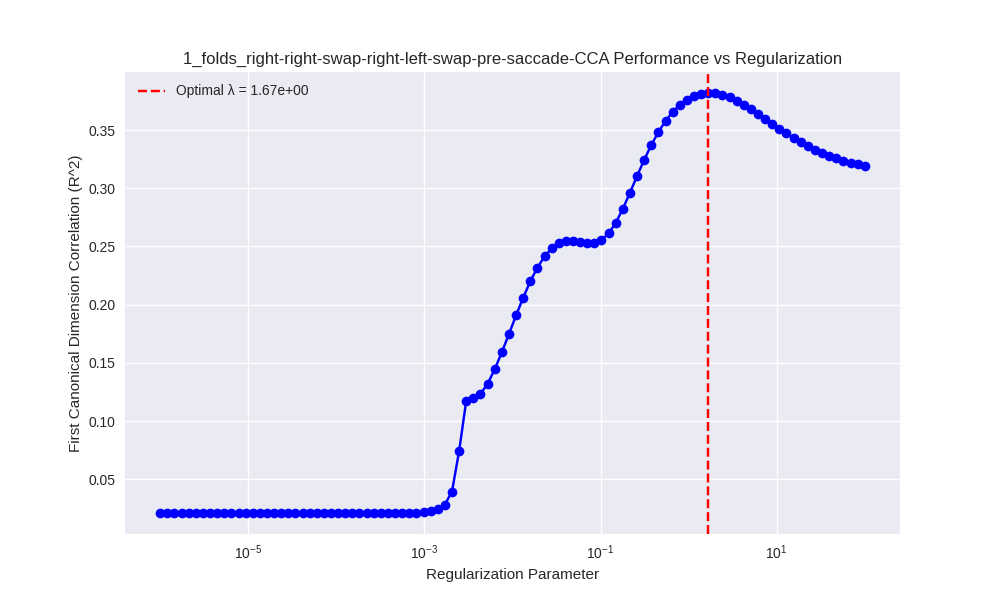 1_folds_right-right-swap-right-left-swap-pre-saccade-CCA Performance vs Regularization
Optimal λ = 1.67e+00
First Canonical Dimension Correlation (R^2)
0.35
0.30
0.25
0.20
0.15
0.10
0.05
10⁻⁵ 10⁻³ 10⁻¹ 10¹
Regularization Parameter